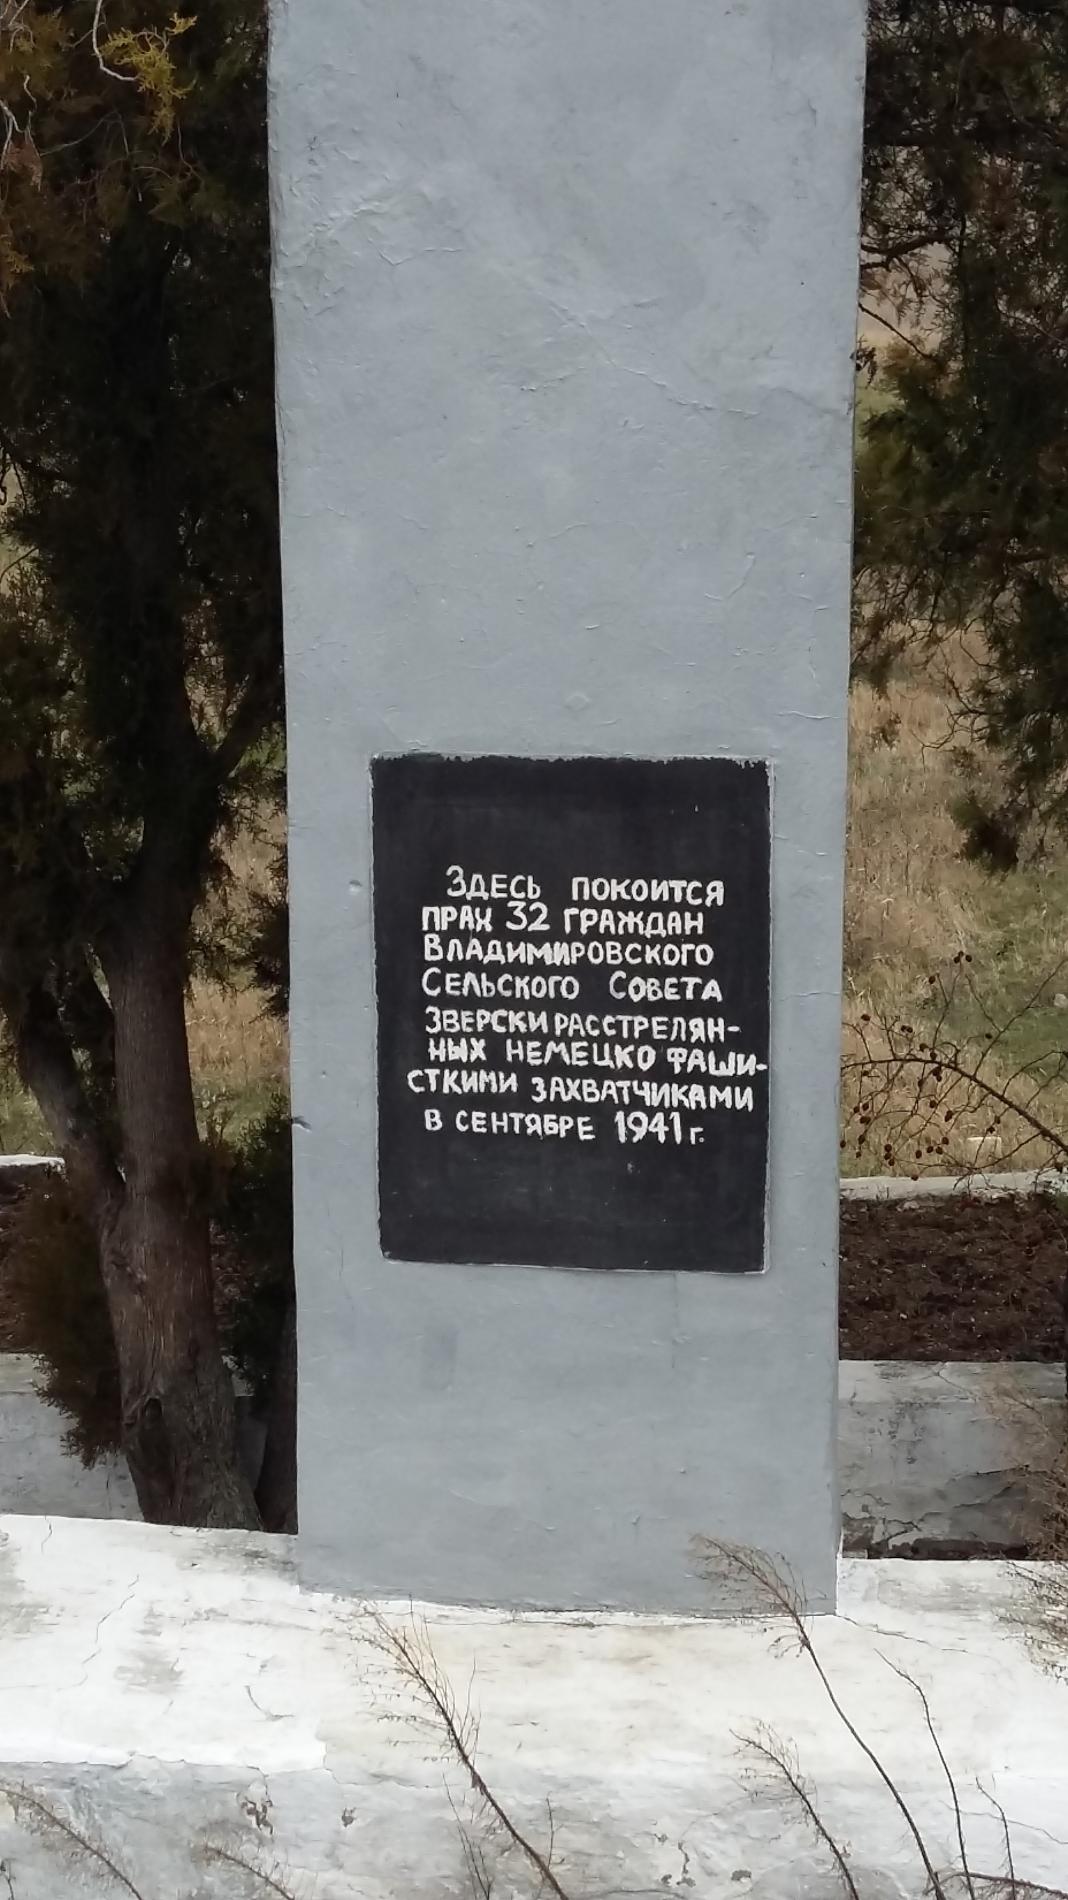 Здесь покоится
прах 32 граждан
Владимировского
Сельского Совета
зверски расстрелян-
ных немецко фаши-
сткими захватчиками
в сентябре 1941 г.